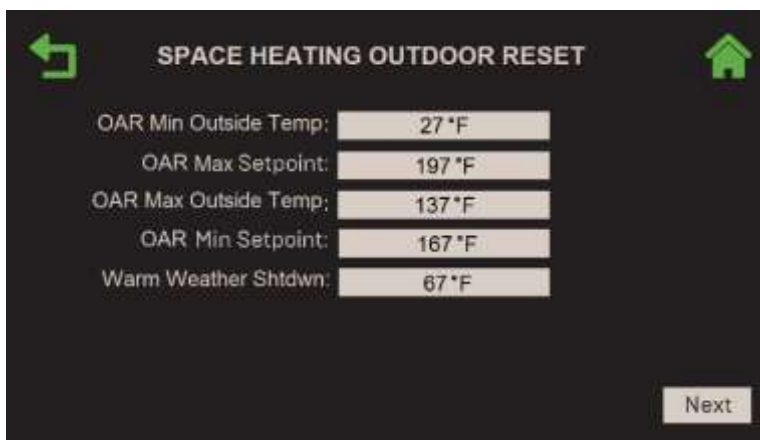 SPACE HEATING OUTDOOR RESET
OAR Min Outside Temp: 27 °F
OAR Max Setpoint: 197 °F
OAR Max Outside Temp: 137 °F
OAR Min Setpoint: 167 °F
Warm Weather Shtdwn: 67 °F
Next